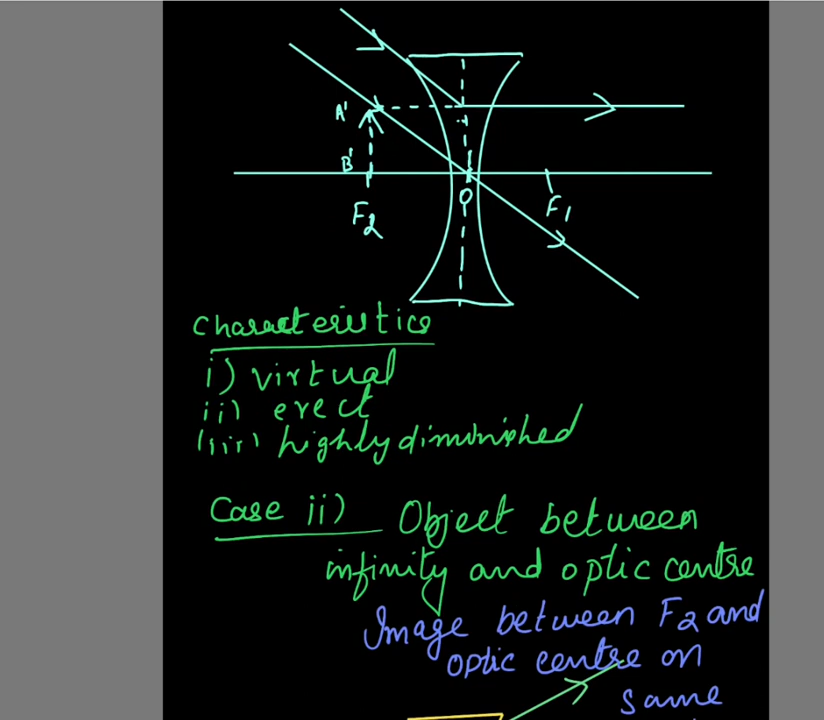 A'
B'
O
F2
F1
characteristics
i) virtual
ii) erect
(iii) highly diminished
Case ii) Object between
infinity and optic centre
Image between F2 and
optic centre on
same